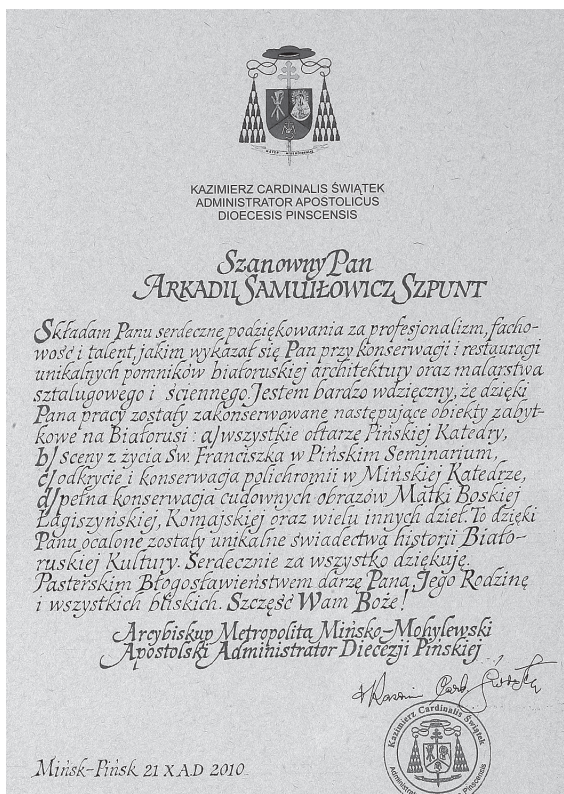 KAZIMIERZ CARDINALIS ŚWIĄTEK
ADMINISTRATOR APOSTOLICUS
DIOECESIS PINSCENSIS
Szanowny Pan
ARKADIJ SAMUIŁOWICZ SZPUNT
Składam Panu serdeczne podziękowania za profesjonalizm, facho-
wość i talent, jakim wykazał się Pan przy konserwacji i restauragi
unikalnych pomników białoruskiej architektury oraz malarstwa
sztalugowego i ściennego. Jestem bardzo wdzięczny, że dzięki
Pana pracy zostały zakonserwowane następujące obiekty zabyt-
kowe na Białorusi: a/ wszystkie ołtarze Pińskiej Katedry,
b/ sceny z życia Św. Franciszka w Pińskim Seminarium,
c/ odkrycie i konserwacja polichromii w Mińskiej Katedrze,
d/ pełna konserwacja cudownych obrazów Matki Boskiej
Łagiszyńskiej, Komajskiej oraz wielu innych dzieł. To dzięki
Panu ocalone zostały unikalne świadectwa historii Biało-
ruskiej Kultury. Serdecznie za wszystko dziękuję.
Pasterskim Błogosławieństwem darzę Pana, Jego Rodzinę
i wszystkich bliskich. Szczęść Wam Boże!
Arcybiskup Metropolita Mińsko-Mohylewski
Apostolski Administrator Diecezji Pińskiej
Kazimierz Cardinalis Świątek
Pinscensis
Mińsk-Pińsk 21 X A.D 2010